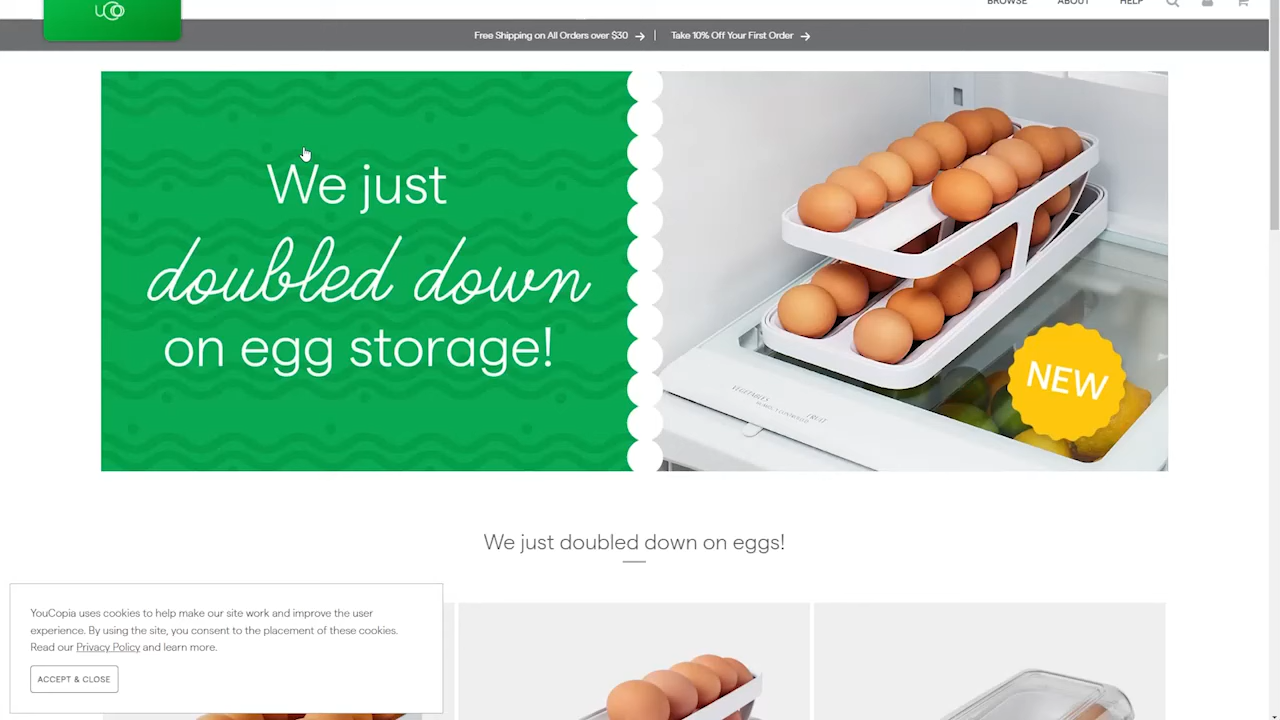 BROWSE ABOUT HELP
UCO
Free Shipping on All Orders over $30 → | Take 10% Off Your First Order →
We just
doubled down
on egg storage!
NEW
We just doubled down on eggs!
YouCopia uses cookies to help make our site work and improve the user
experience. By using the site, you consent to the placement of these cookies.
Read our Privacy Policy and learn more.
ACCEPT & CLOSE